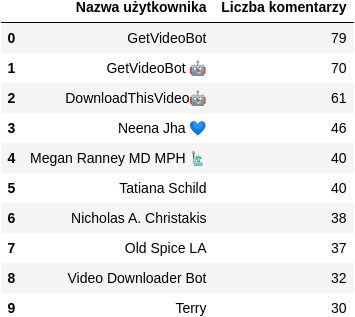 Nazwa użytkownika Liczba komentarzy
0 GetVideoBot 79
1 GetVideoBot 🤖 70
2 DownloadThisVideo🤖 61
3 Neena Jha 💙 46
4 Megan Ranney MD MPH 🗽 40
5 Tatiana Schild 40
6 Nicholas A. Christakis 38
7 Old Spice LA 37
8 Video Downloader Bot 32
9 Terry 30